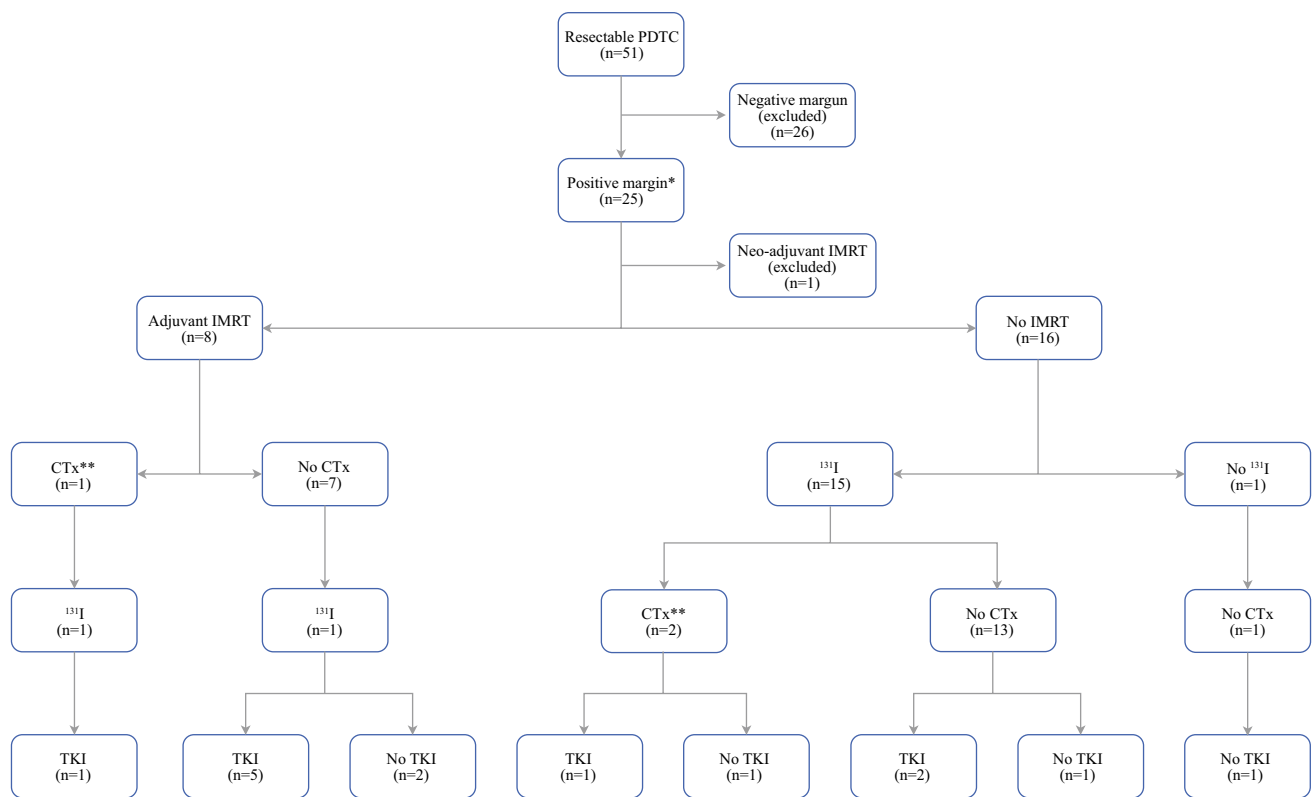 Resectable PDTC
(n=51)
Negative margun
(excluded)
(n=26)
Positive margin*
(n=25)
Neo-adjuvant IMRT
(excluded)
(n=1)
Adjuvant IMRT
(n=8)
No IMRT
(n=16)
CTx**
(n=1)
No CTx
(n=7)
¹³¹I
(n=15)
No ¹³¹I
(n=1)
¹³¹I
(n=1)
¹³¹I
(n=1)
CTx**
(n=2)
No CTx
(n=13)
No CTx
(n=1)
TKI
(n=1)
TKI
(n=5)
No TKI
(n=2)
TKI
(n=1)
No TKI
(n=1)
TKI
(n=2)
No TKI
(n=1)
No TKI
(n=1)